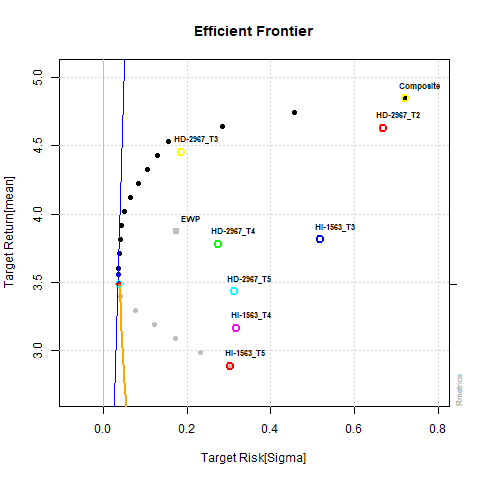 Efficient Frontier
Composite
HD-2967_T2
HD-2967_T3
EWP
HI-1563_T3
HD-2967_T4
HD-2967_T5
HI-1563_T4
HI-1563_T5
5.0
4.5
4.0
3.5
3.0
Target Return[mean]
Rmetrics
0.0 0.2 0.4 0.6 0.8
Target Risk[Sigma]